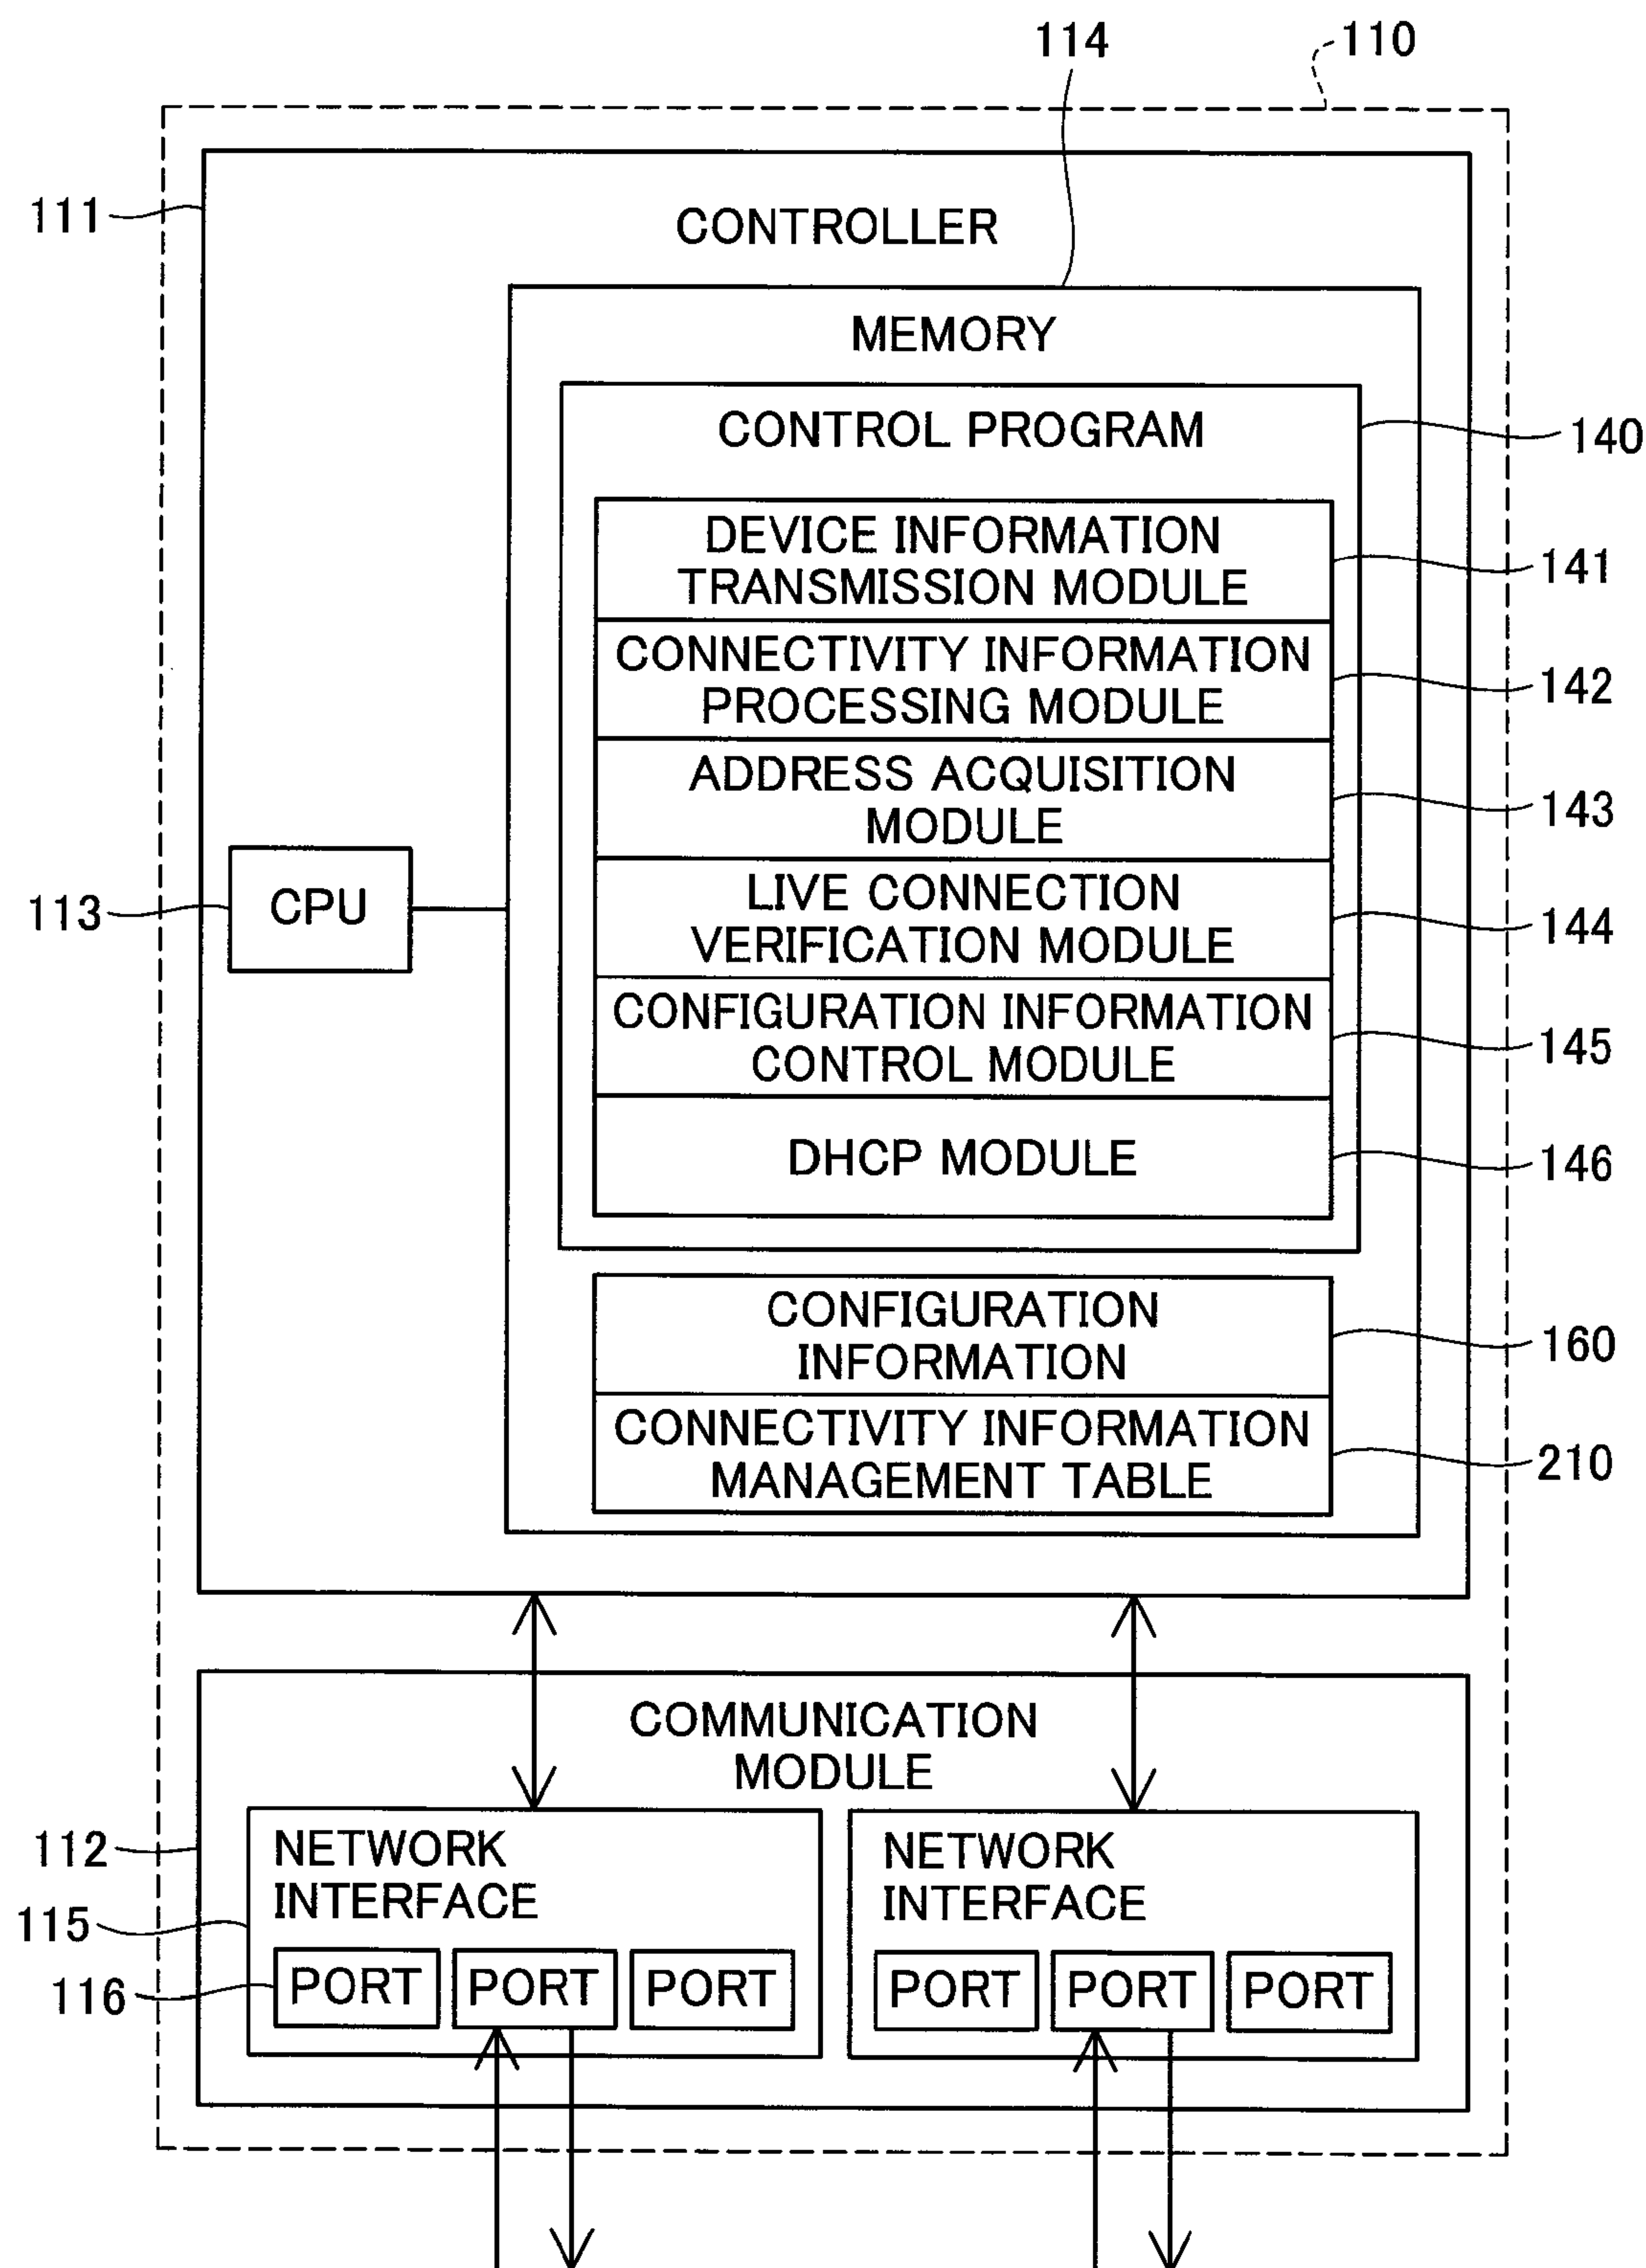 114
110
111
CONTROLLER
MEMORY
CONTROL PROGRAM
140
DEVICE INFORMATION
TRANSMISSION MODULE
141
CONNECTIVITY INFORMATION
PROCESSING MODULE
142
ADDRESS ACQUISITION
MODULE
143
113
CPU
LIVE CONNECTION
VERIFICATION MODULE
144
CONFIGURATION INFORMATION
CONTROL MODULE
145
DHCP MODULE
146
CONFIGURATION
INFORMATION
160
CONNECTIVITY INFORMATION
MANAGEMENT TABLE
210
COMMUNICATION
MODULE
112
NETWORK
INTERFACE
115
116
PORT PORT PORT
NETWORK
INTERFACE
PORT PORT PORT